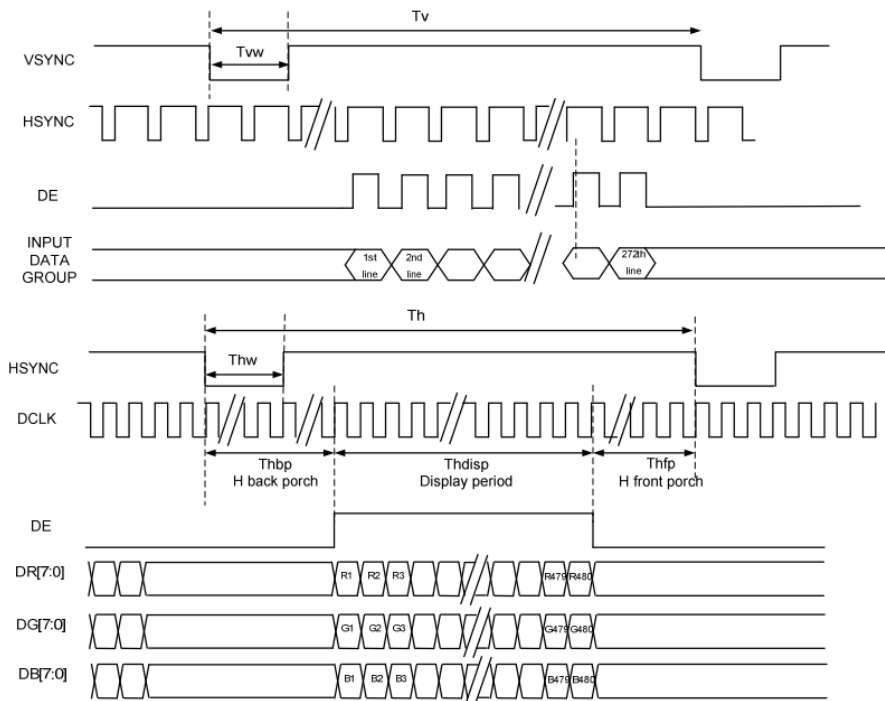 Tv
VSYNC
Tvw
HSYNC
DE
INPUT
DATA
GROUP
1st
line
2nd
line
272th
line
Th
HSYNC
Thw
DCLK
Thbp
H back porch
Thdisp
Display period
Thfp
H front porch
DE
DR[7:0]
R1 R2 R3 R479 R480
DG[7:0]
G1 G2 G3 G479 G480
DB[7:0]
B1 B2 B3 B479 B480